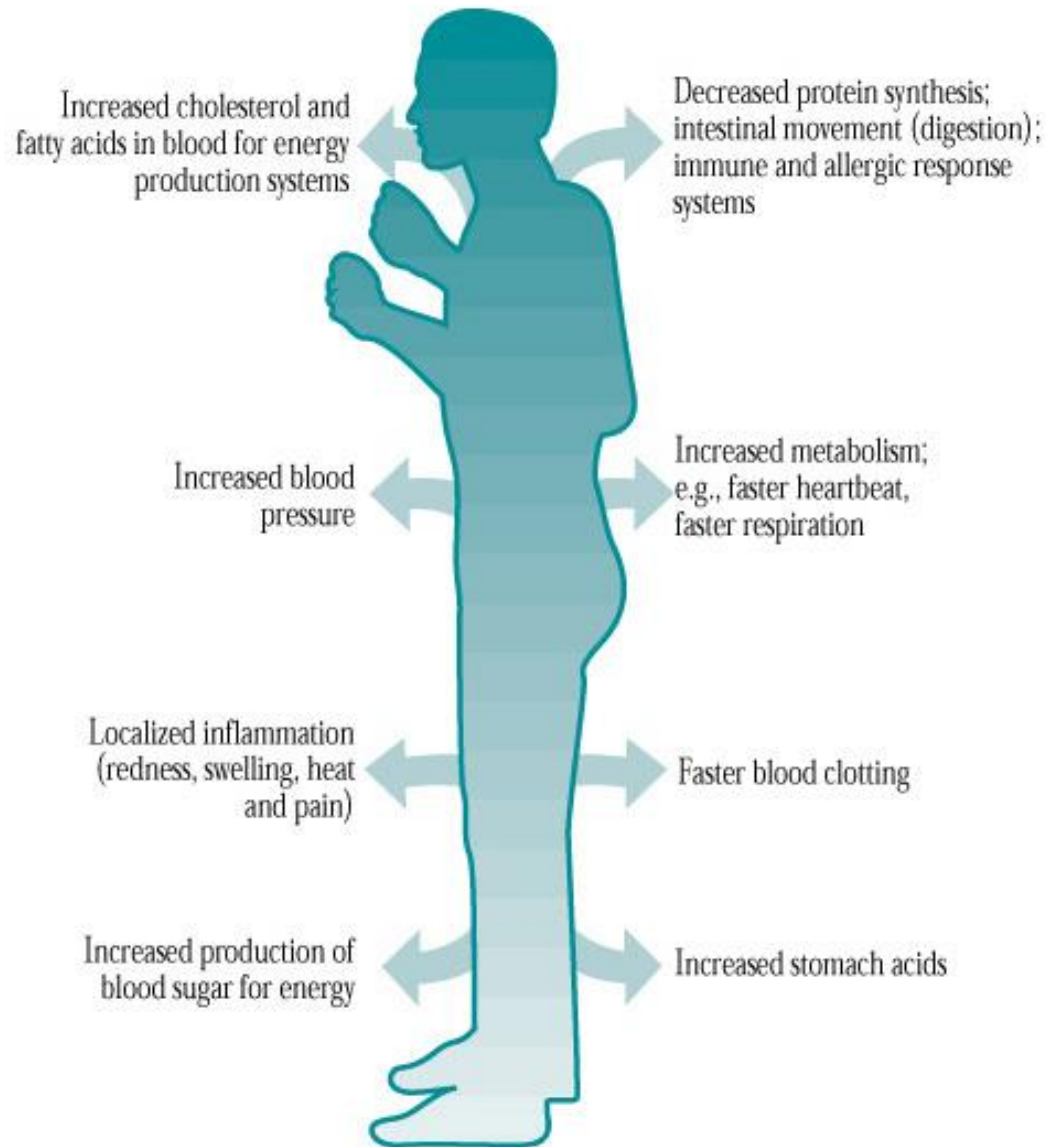 Increased cholesterol and
fatty acids in blood for energy
production systems
Decreased protein synthesis;
intestinal movement (digestion);
immune and allergic response
systems
Increased blood
pressure
Increased metabolism;
e.g., faster heartbeat,
faster respiration
Localized inflammation
(redness, swelling, heat
and pain)
Faster blood clotting
Increased production of
blood sugar for energy
Increased stomach acids